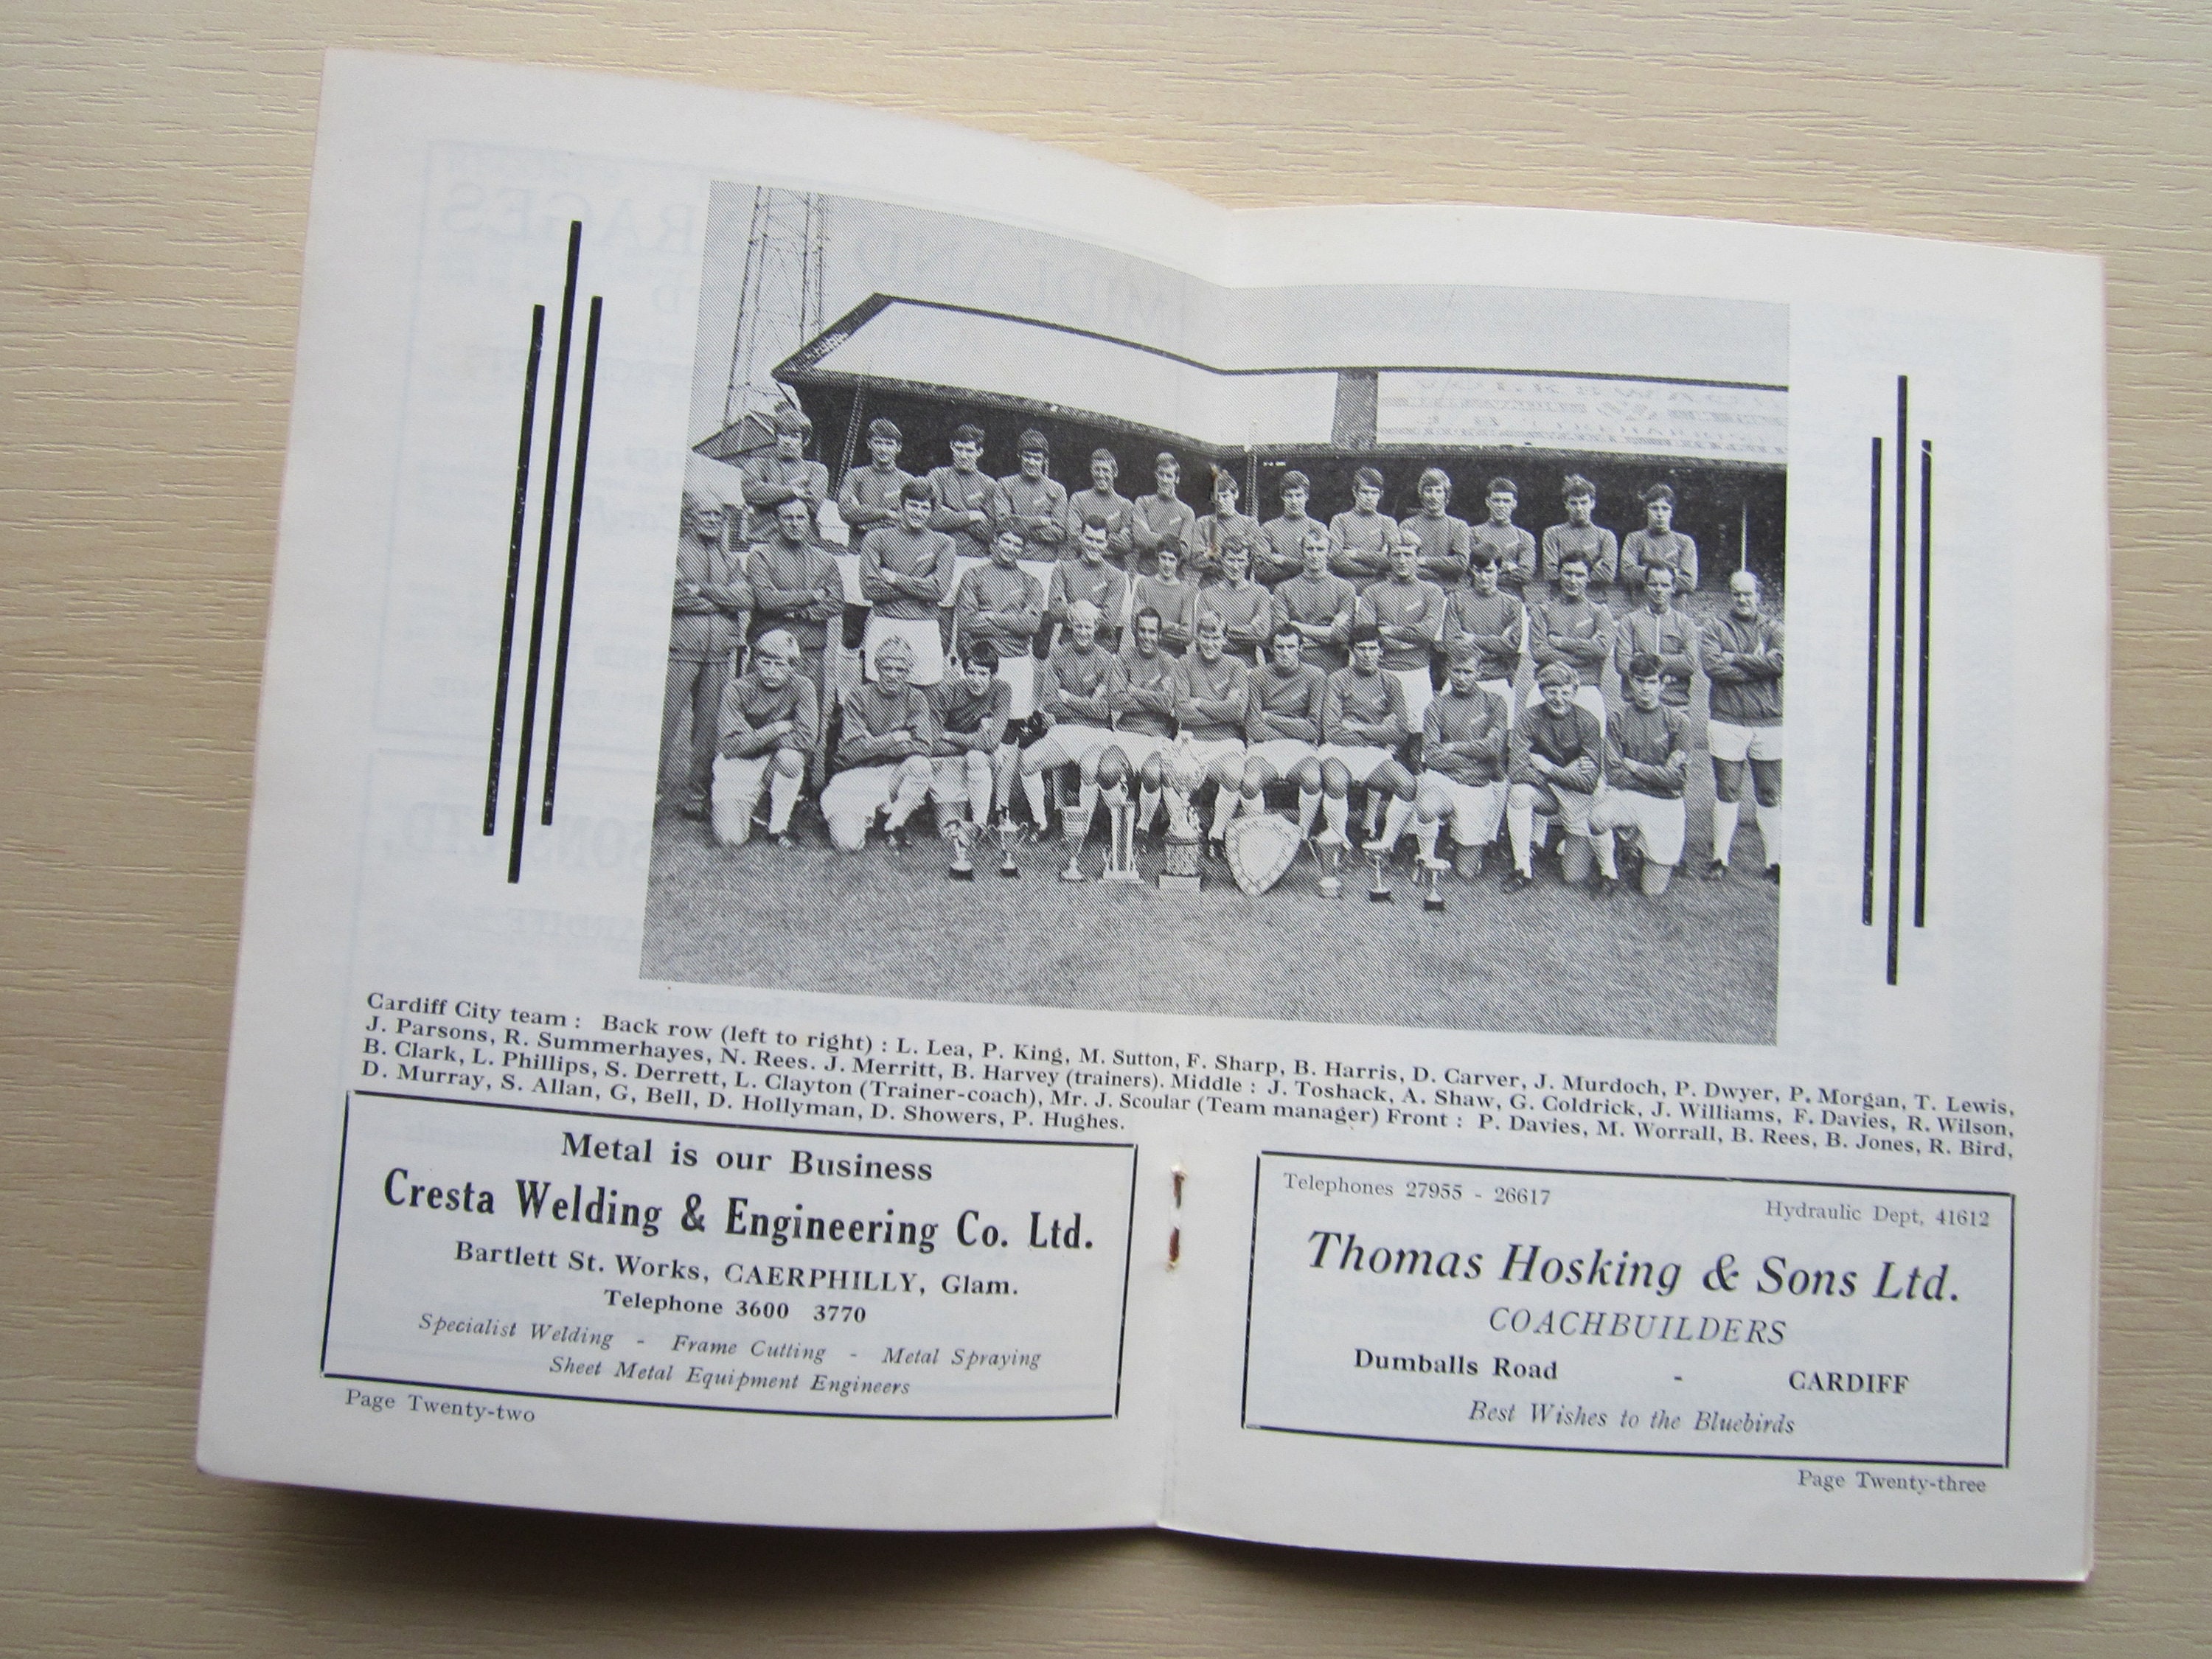 Cardiff City team : Back row (left to right) : L. Lea, P. King, M. Sutton, F. Sharp, B. Harris, D. Carver, J. Murdoch, P. Dwyer, P. Morgan, T. Lewis,
J. Parsons, R. Summerhayes, N. Rees. J. Merritt, B. Harvey (trainers). Middle : J. Toshack, A. Shaw, G. Coldrick, J. Williams, F. Davies, R. Wilson,
B. Clark, L. Phillips, S. Derrett, L. Clayton (Trainer-coach), Mr. J. Scoular (Team manager) Front : P. Davies, M. Worrall, B. Rees, B. Jones, R. Bird,
D. Murray, S. Allan, G, Bell, D. Hollyman, D. Showers, P. Hughes.
Metal is our Business
Cresta Welding & Engineering Co. Ltd.
Bartlett St. Works, CAERPHILLY, Glam.
Telephone 3600 3770
Specialist Welding - Frame Cutting - Metal Spraying
Sheet Metal Equipment Engineers
Page Twenty-two
Telephones 27955 - 26617 Hydraulic Dept, 41612
Thomas Hosking & Sons Ltd.
COACHBUILDERS
Dumballs Road - CARDIFF
Best Wishes to the Bluebirds
Page Twenty-three